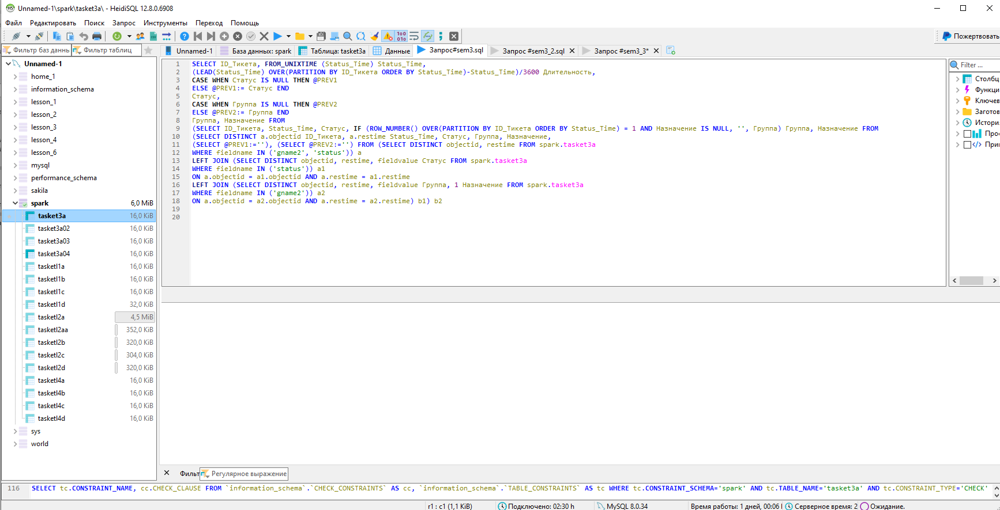 Unnamed-1\spark\tasket3a\ - HeidiSQL 12.8.0.6908
Файл Редактировать Поиск Запрос Инструменты Переход Помощь
Пожертвовать
Фильтр баз данн Фильтр таблиц
Unnamed-1 База данных: spark Таблица: tasket3a Данные Запрос#sem3.sql Запрос #sem3_2.sql Запрос #sem3_3*
Unnamed-1
home_1
information_schema
lesson_1
lesson_2
lesson_3
lesson_4
lesson_6
mysql
performance_schema
sakila
spark 6,0 MiB
tasket3a 16,0 KiB
tasket3a02 16,0 KiB
tasket3a03 16,0 KiB
tasket3a04 16,0 KiB
tasketl1a 16,0 KiB
tasketl1b 16,0 KiB
tasketl1c 16,0 KiB
tasketl1d 32,0 KiB
tasketl2a 4,5 MiB
tasketl2aa 352,0 KiB
tasketl2b 320,0 KiB
tasketl2c 304,0 KiB
tasketl2d 320,0 KiB
tasketl4a 16,0 KiB
tasketl4b 16,0 KiB
tasketl4c 16,0 KiB
tasketl4d 16,0 KiB
sys
world
1 SELECT ID_Тикета, FROM_UNIXTIME (Status_Time) Status_Time,
2 (LEAD(Status_Time) OVER(PARTITION BY ID_Тикета ORDER BY Status_Time)-Status_Time)/3600 Длительность,
3 CASE WHEN Статус IS NULL THEN @PREV1
4 ELSE @PREV1:= Статус END
5 Статус,
6 CASE WHEN Группа IS NULL THEN @PREV2
7 ELSE @PREV2:= Группа END
8 Группа, Назначение FROM
9 (SELECT ID_Тикета, Status_Time, Статус, IF (ROW_NUMBER() OVER(PARTITION BY ID_Тикета ORDER BY Status_Time) = 1 AND Назначение IS NULL, '', Группа) Группа, Назначение FROM
10 (SELECT DISTINCT a.objectid ID_Тикета, a.restime Status_Time, Статус, Группа, Назначение,
11 (SELECT @PREV1:=''), (SELECT @PREV2:='') FROM (SELECT DISTINCT objectid, restime FROM spark.tasket3a
12 WHERE fieldname IN ('gname2', 'status')) a
13 LEFT JOIN (SELECT DISTINCT objectid, restime, fieldvalue Статус FROM spark.tasket3a
14 WHERE fieldname IN ('status')) a1
15 ON a.objectid = a1.objectid AND a.restime = a1.restime
16 LEFT JOIN (SELECT DISTINCT objectid, restime, fieldvalue Группа, 1 Назначение FROM spark.tasket3a
17 WHERE fieldname IN ('gname2')) a2
18 ON a.objectid = a2.objectid AND a.restime = a2.restime) b1) b2
19
20
Filter ...
Столбц
Функци
Ключев
Заготов
Истори
Про
При
Фильт Регулярное выражение
116 SELECT tc.CONSTRAINT_NAME, cc.CHECK_CLAUSE FROM `information_schema`.`CHECK_CONSTRAINTS` AS cc, `information_schema`.`TABLE_CONSTRAINTS` AS tc WHERE tc.CONSTRAINT_SCHEMA='spark' AND tc.TABLE_NAME='tasket3a' AND tc.CONSTRAINT_TYPE='CHECK'
r1 : c1 (1,1 KiB) Подключено: 02:30 h MySQL 8.0.34 Время работы: 1 дней, 00:06 Серверное время: 2 Ожидание.